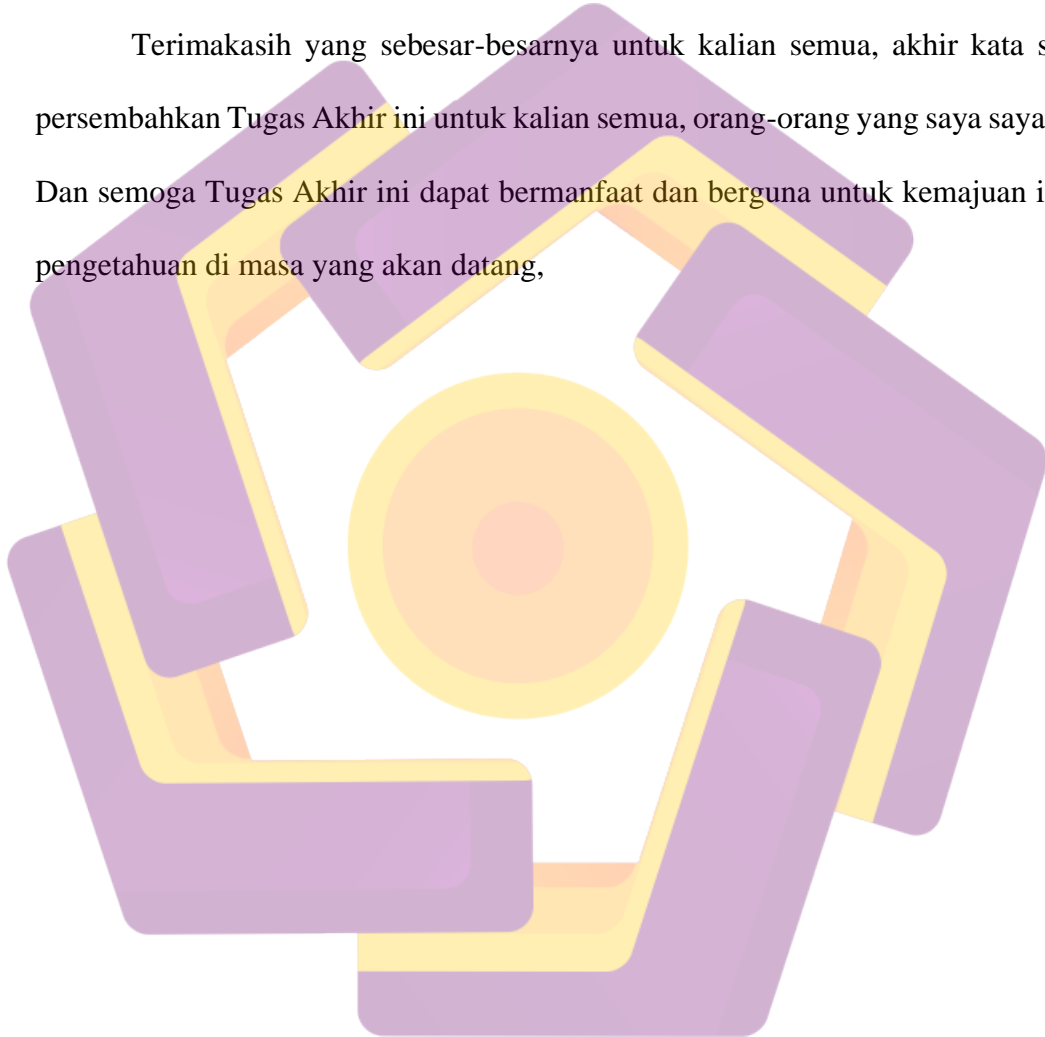 Terimakasih yang sebesar-besarnya untuk kalian semua, akhir kata s
persembahkan Tugas Akhir ini untuk kalian semua, orang-orang yang saya saya
Dan semoga Tugas Akhir ini dapat bermanfaat dan berguna untuk kemajuan i
pengetahuan di masa yang akan datang,